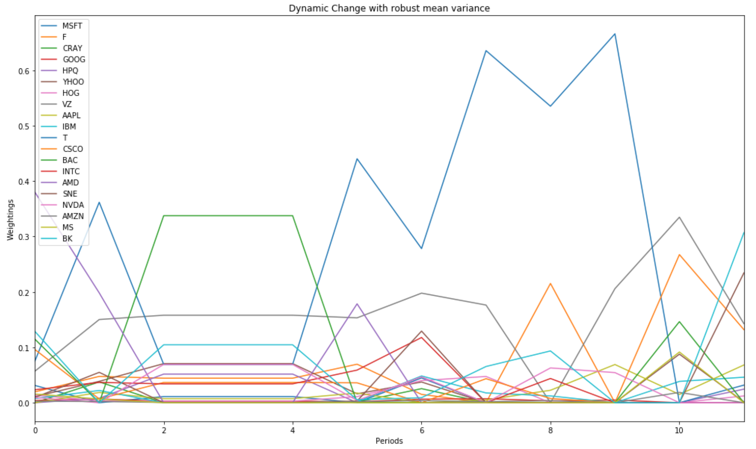 Dynamic Change with robust mean variance
MSFT
F
CRAY
GOOG
HPQ
YHOO
HOG
VZ
AAPL
IBM
T
CSCO
BAC
INTC
AMD
SNE
NVDA
AMZN
MS
BK
0.6
0.5
0.4
0.3
0.2
0.1
0.0
Weightings
0 2 4 6 8 10
Periods